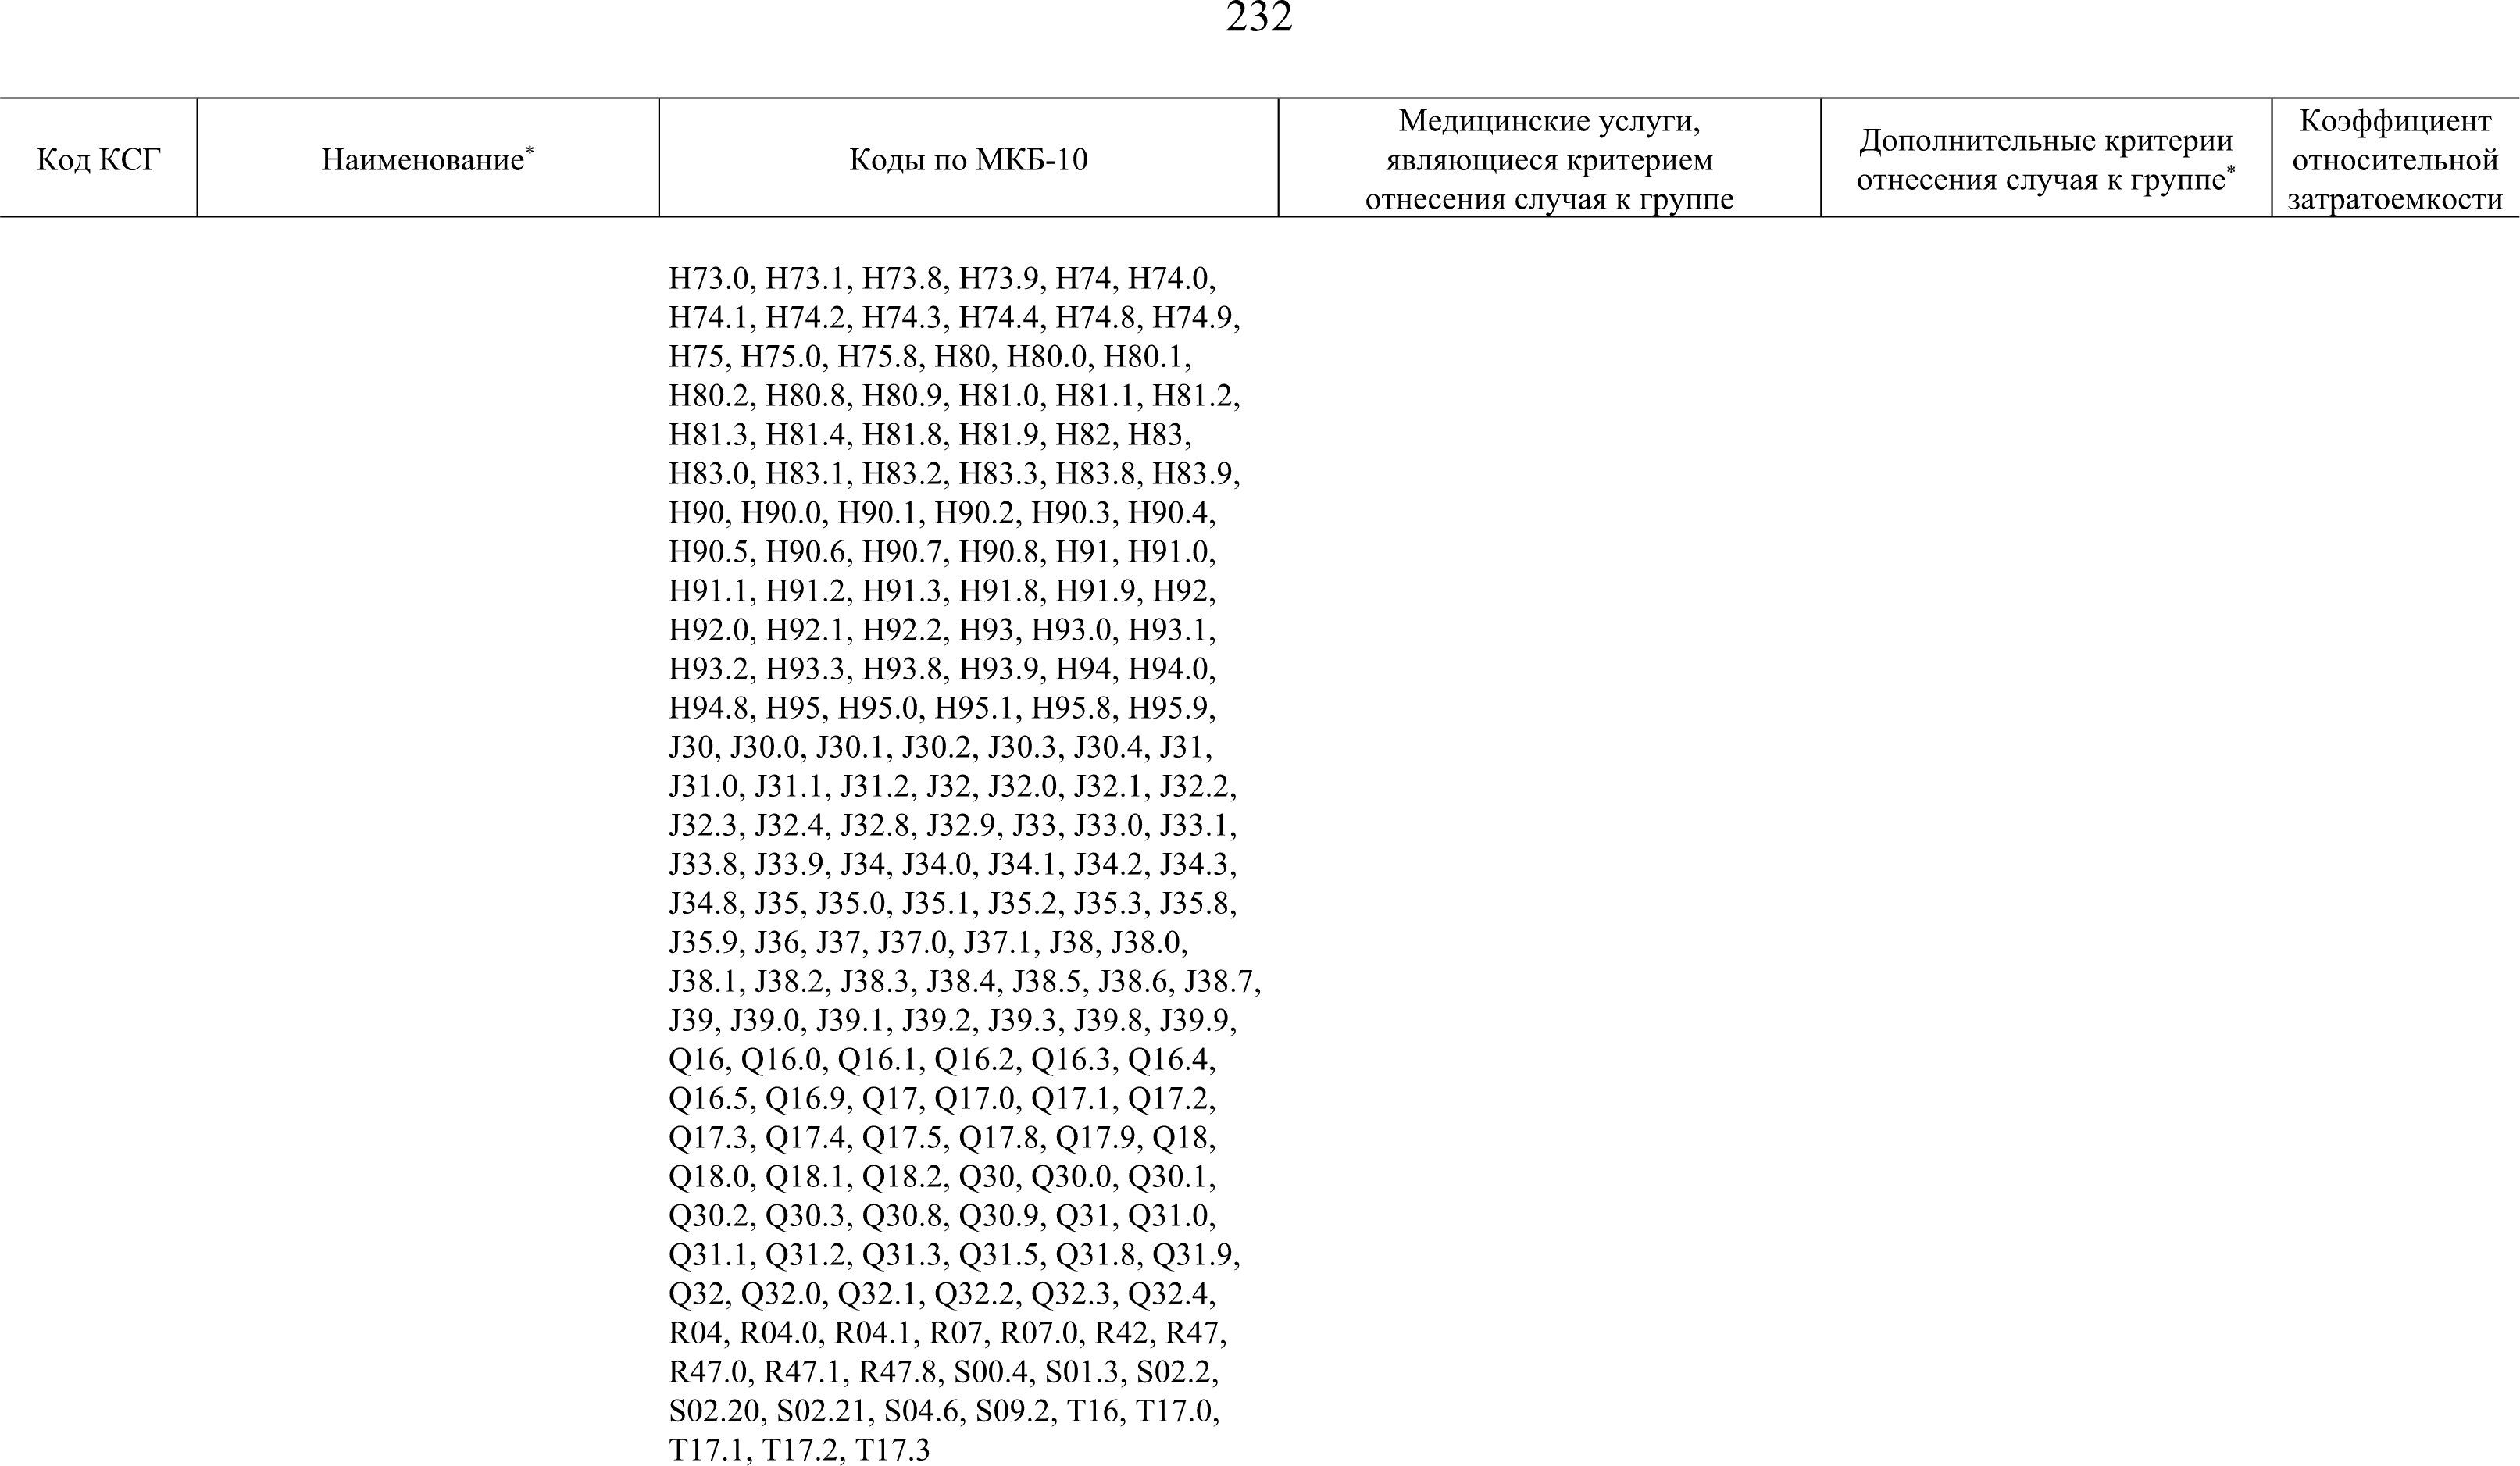 232
Код КСГ
Наименование*
Коды по МКБ-10
Медицинские услуги,
являющиеся критерием
отнесения случая к группе
Дополнительные критерии
отнесения случая к группе*
Коэффициент
относительной
затратоемкости
H73.0, H73.1, H73.8, H73.9, H74, H74.0,
H74.1, H74.2, H74.3, H74.4, H74.8, H74.9,
H75, H75.0, H75.8, H80, H80.0, H80.1,
H80.2, H80.8, H80.9, H81.0, H81.1, H81.2,
H81.3, H81.4, H81.8, H81.9, H82, H83,
H83.0, H83.1, H83.2, H83.3, H83.8, H83.9,
H90, H90.0, H90.1, H90.2, H90.3, H90.4,
H90.5, H90.6, H90.7, H90.8, H91, H91.0,
H91.1, H91.2, H91.3, H91.8, H91.9, H92,
H92.0, H92.1, H92.2, H93, H93.0, H93.1,
H93.2, H93.3, H93.8, H93.9, H94, H94.0,
H94.8, H95, H95.0, H95.1, H95.8, H95.9,
J30, J30.0, J30.1, J30.2, J30.3, J30.4, J31,
J31.0, J31.1, J31.2, J32, J32.0, J32.1, J32.2,
J32.3, J32.4, J32.8, J32.9, J33, J33.0, J33.1,
J33.8, J33.9, J34, J34.0, J34.1, J34.2, J34.3,
J34.8, J35, J35.0, J35.1, J35.2, J35.3, J35.8,
J35.9, J36, J37, J37.0, J37.1, J38, J38.0,
J38.1, J38.2, J38.3, J38.4, J38.5, J38.6, J38.7,
J39, J39.0, J39.1, J39.2, J39.3, J39.8, J39.9,
Q16, Q16.0, Q16.1, Q16.2, Q16.3, Q16.4,
Q16.5, Q16.9, Q17, Q17.0, Q17.1, Q17.2,
Q17.3, Q17.4, Q17.5, Q17.8, Q17.9, Q18,
Q18.0, Q18.1, Q18.2, Q30, Q30.0, Q30.1,
Q30.2, Q30.3, Q30.8, Q30.9, Q31, Q31.0,
Q31.1, Q31.2, Q31.3, Q31.5, Q31.8, Q31.9,
Q32, Q32.0, Q32.1, Q32.2, Q32.3, Q32.4,
R04, R04.0, R04.1, R07, R07.0, R42, R47,
R47.0, R47.1, R47.8, S00.4, S01.3, S02.2,
S02.20, S02.21, S04.6, S09.2, T16, T17.0,
T17.1, T17.2, T17.3